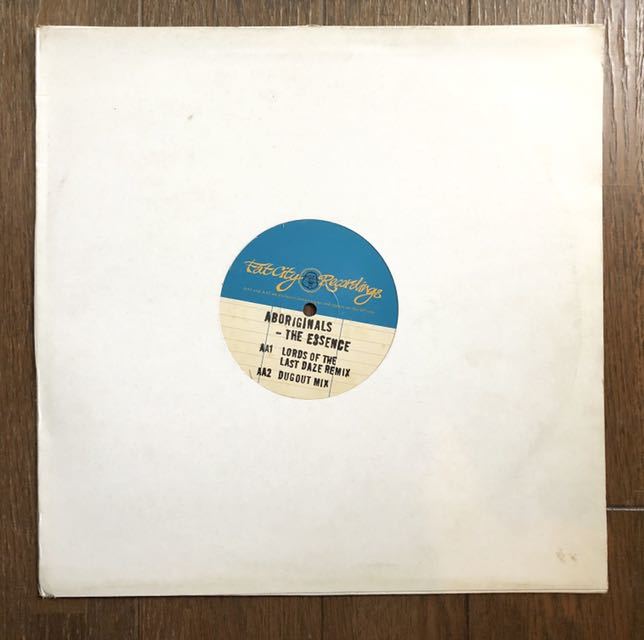 Fat City Recordings
ABORIGINALS
- THE ESSENCE
AA1 LORDS OF THE
LAST DAZE REMIX
AA2 DUGOUT MIX